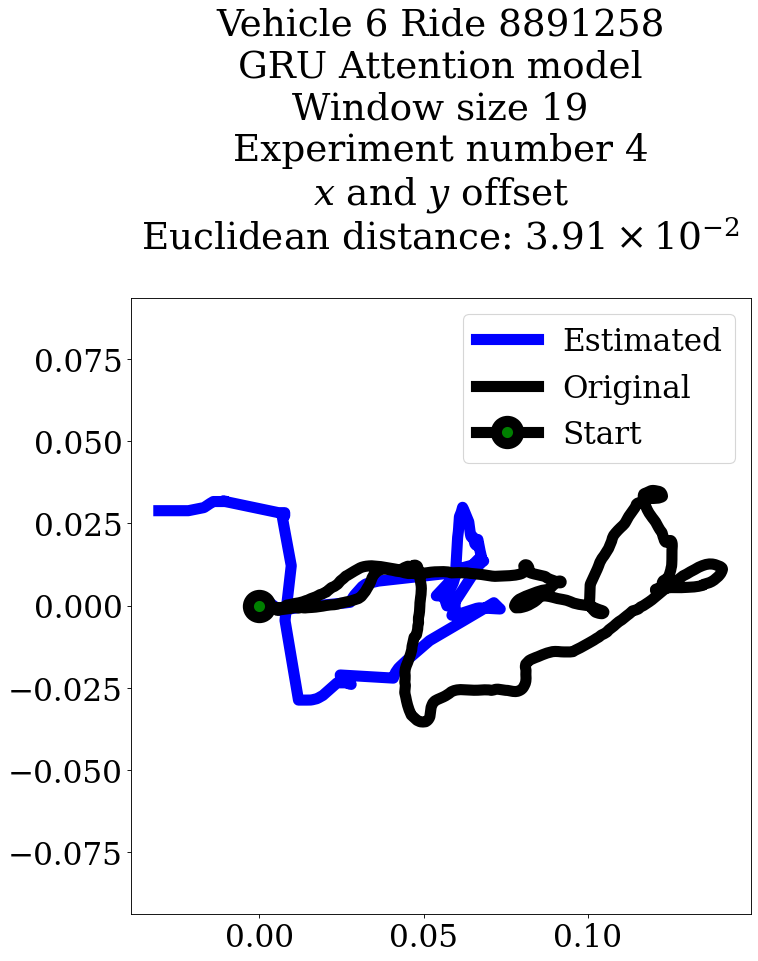 Vehicle 6 Ride 8891258
GRU Attention model
Window size 19
Experiment number 4
x and y offset
Euclidean distance: 3.91 × 10⁻²
Estimated
Original
Start
0.075
0.050
0.025
0.000
−0.025
−0.050
−0.075
0.00 0.05 0.10